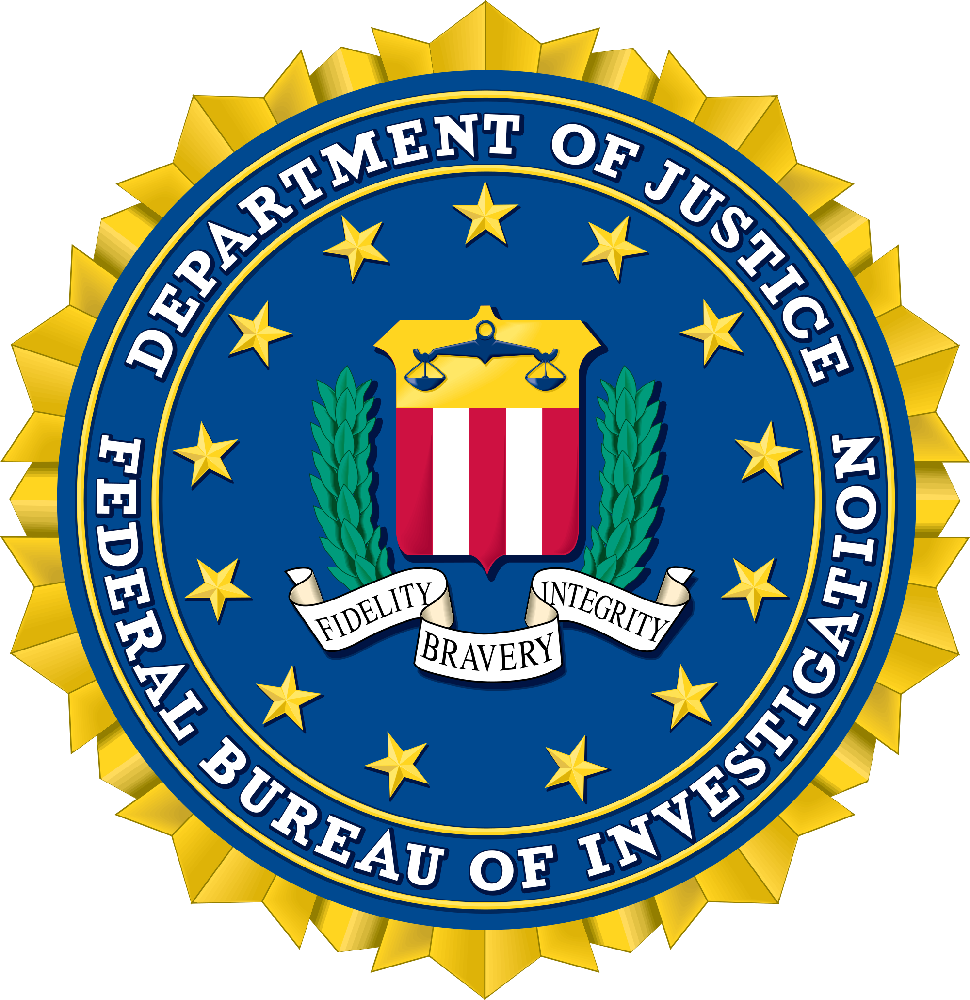 DEPARTMENT OF JUSTICE
FEDERAL BUREAU OF INVESTIGATION
FIDELITY
BRAVERY
INTEGRITY